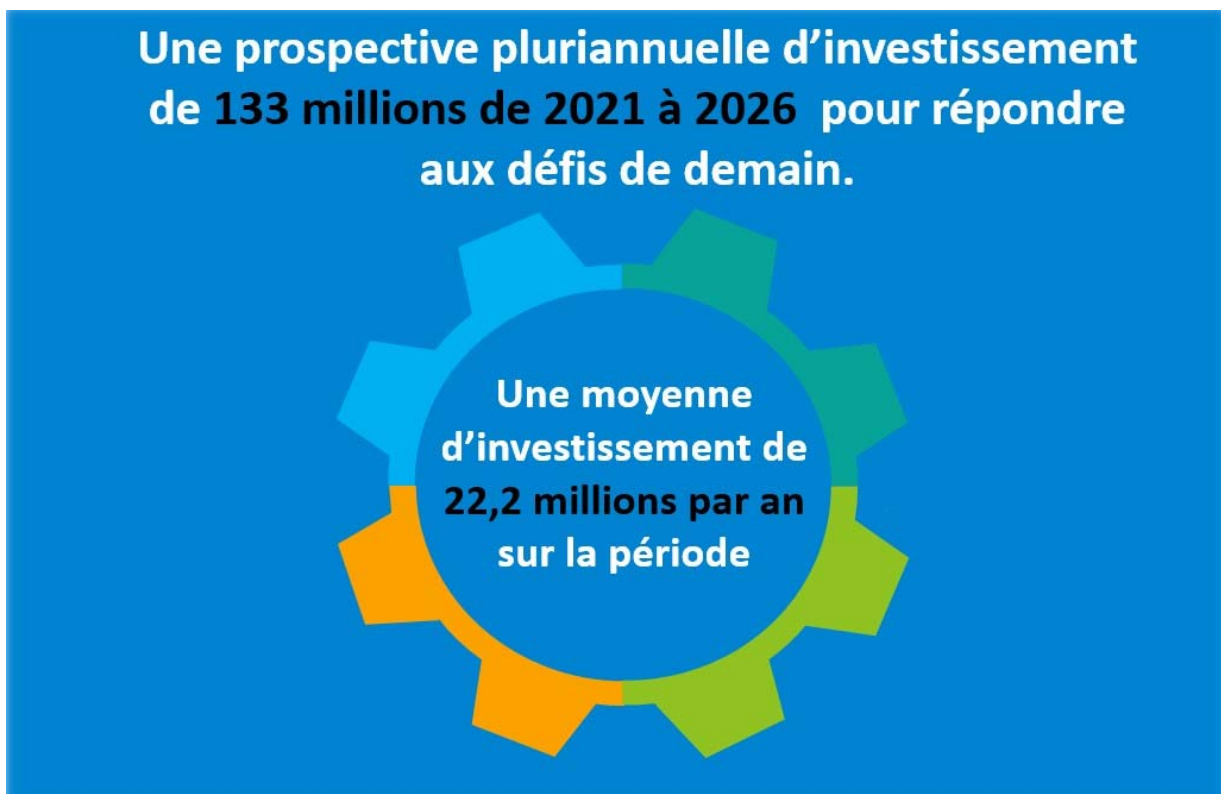 Une prospective pluriannuelle d’investissement
de 133 millions de 2021 à 2026 pour répondre
aux défis de demain.
Une moyenne
d’investissement de
22,2 millions par an
sur la période